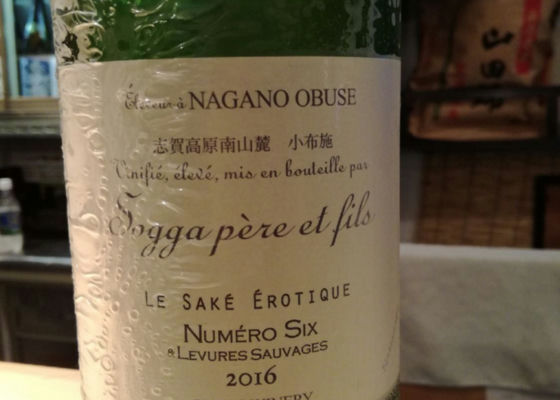 Éleveur à NAGANO OBUSE
志賀高原南山麓 小布施
Vinifié, élevé, mis en bouteille par
Sogga père et fils
LE SAKÉ ÉROTIQUE
NUMÉRO SIX
& LEVURES SAUVAGES
2016
WINERY
山田